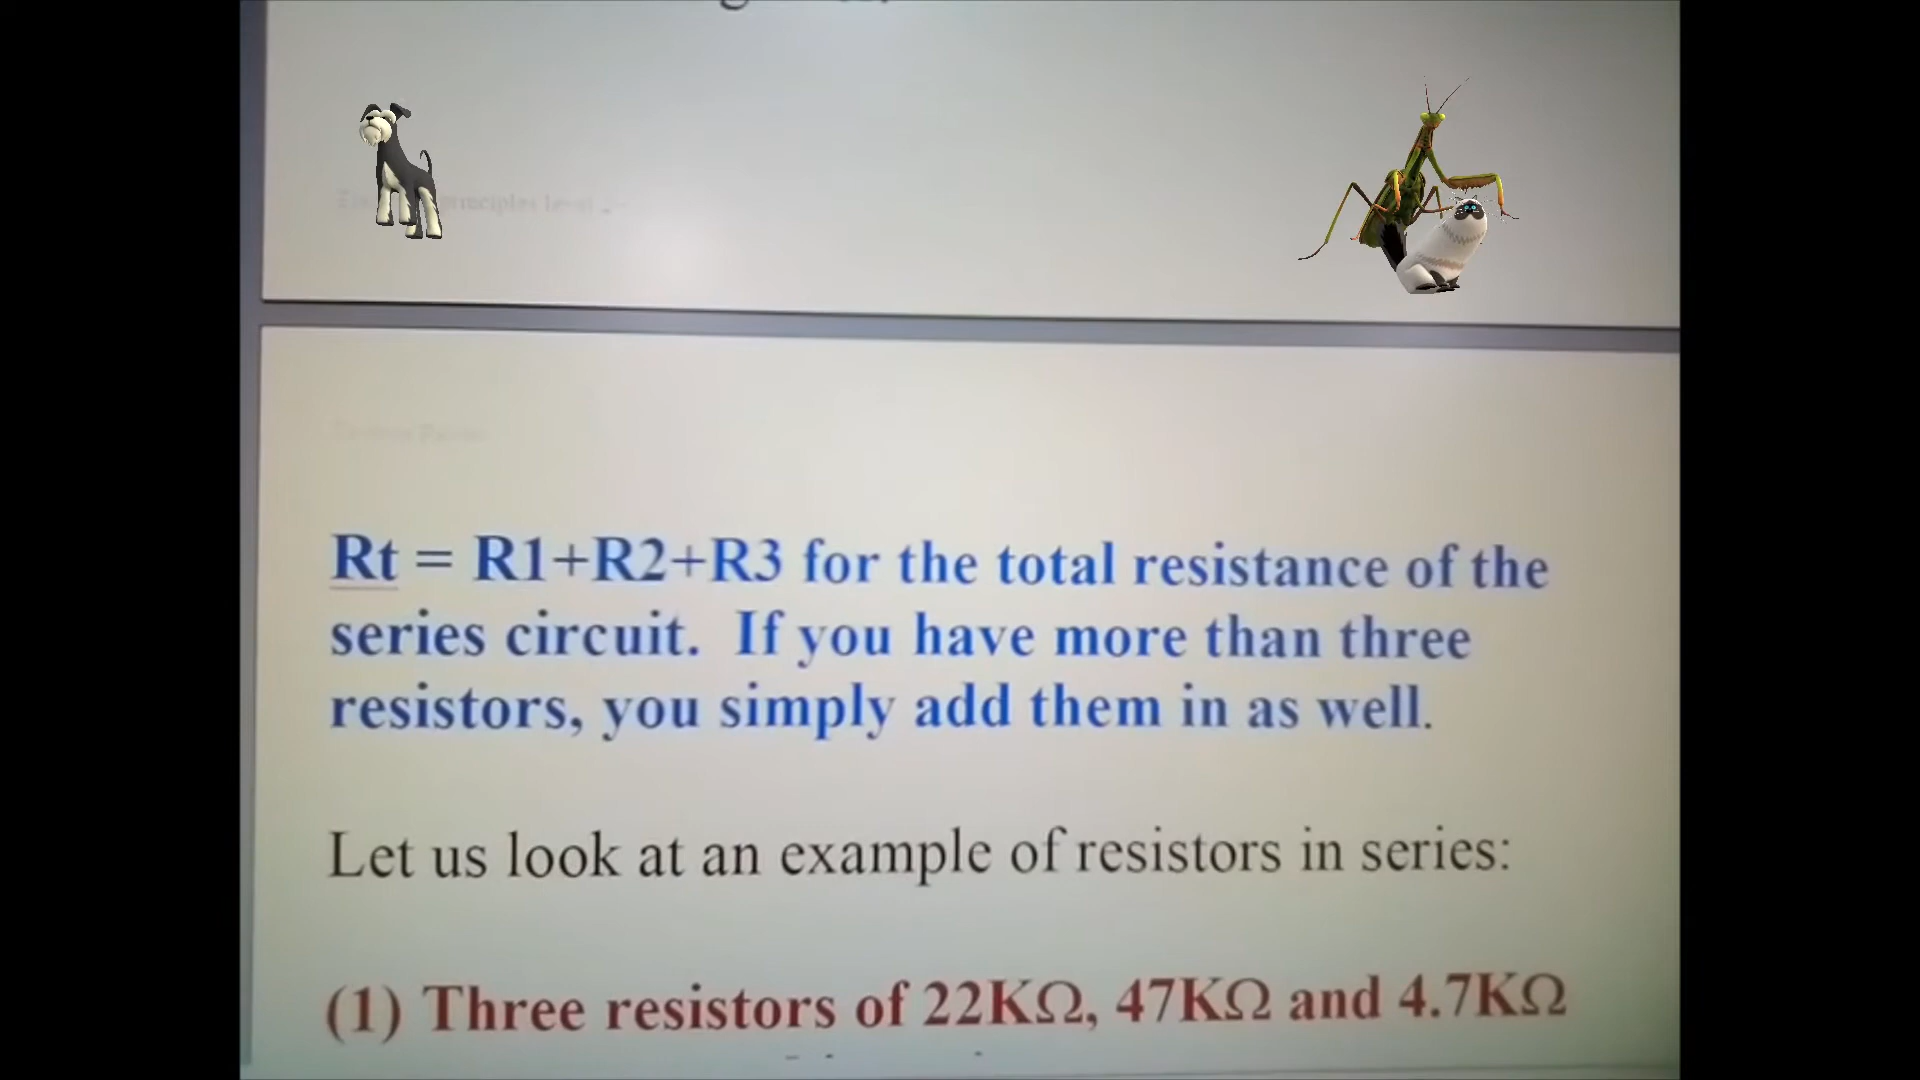 Rt = R1+R2+R3 for the total resistance of the
series circuit. If you have more than three
resistors, you simply add them in as well.
Let us look at an example of resistors in series:
(1) Three resistors of 22KΩ, 47KΩ and 4.7KΩ